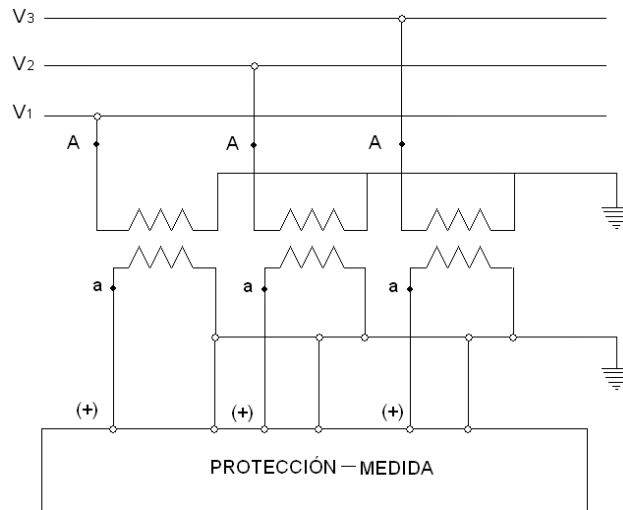 V3
V2
V1
A A A
a a a
(+) (+) (+)
PROTECCIÓN — MEDIDA